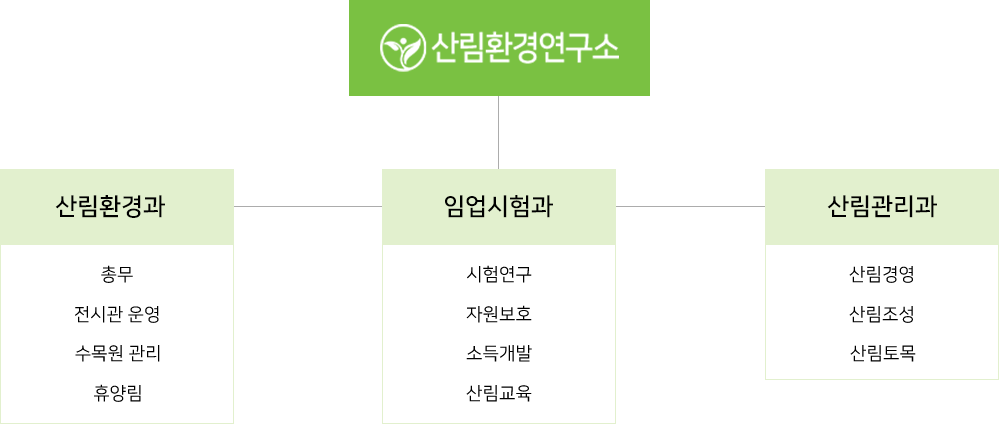 산림환경연구소
산림환경과
총무
전시관 운영
수목원 관리
휴양림
임업시험과
시험연구
자원보호
소득개발
산림교육
산림관리과
산림경영
산림조성
산림토목